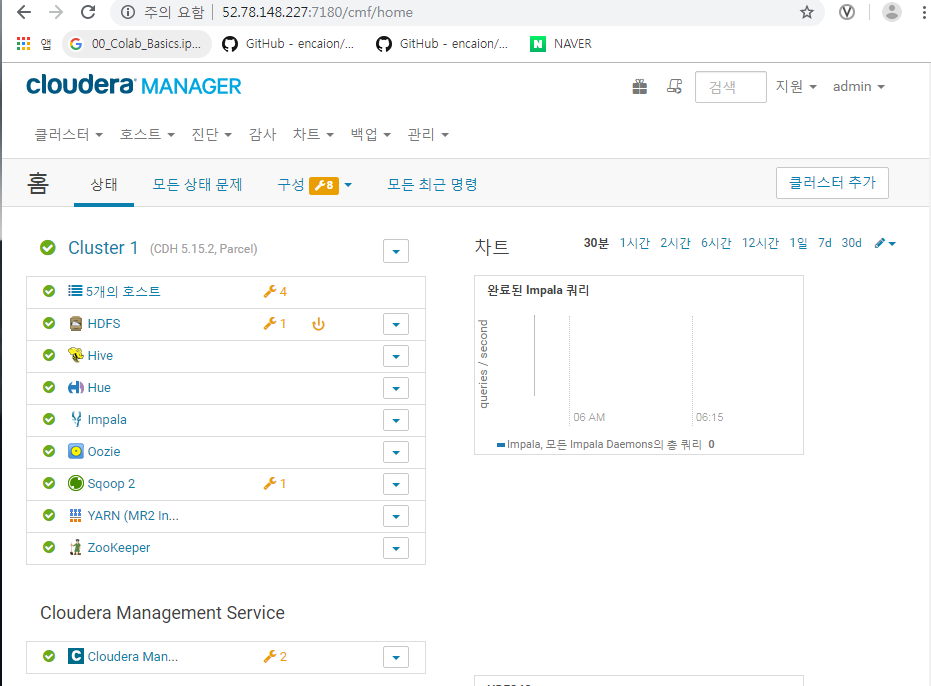 주의 요함 52.78.148.227:7180/cmf/home
앱 00_Colab_Basics.ip... GitHub - encaion/... GitHub - encaion/... NAVER
cloudera MANAGER 검색 지원 admin
클러스터 호스트 진단 감사 차트 백업 관리
홈 상태 모든 상태 문제 구성 8 모든 최근 명령 클러스터 추가
Cluster 1 (CDH 5.15.2, Parcel)
5개의 호스트 4
HDFS 1
Hive
Hue
Impala
Oozie
Sqoop 2 1
YARN (MR2 In...
ZooKeeper
Cloudera Management Service
Cloudera Man... 2
차트 30분 1시간 2시간 6시간 12시간 1일 7d 30d
완료된 Impala 쿼리
queries / second
06 AM 06:15
Impala, 모든 Impala Daemons의 총 쿼리 0